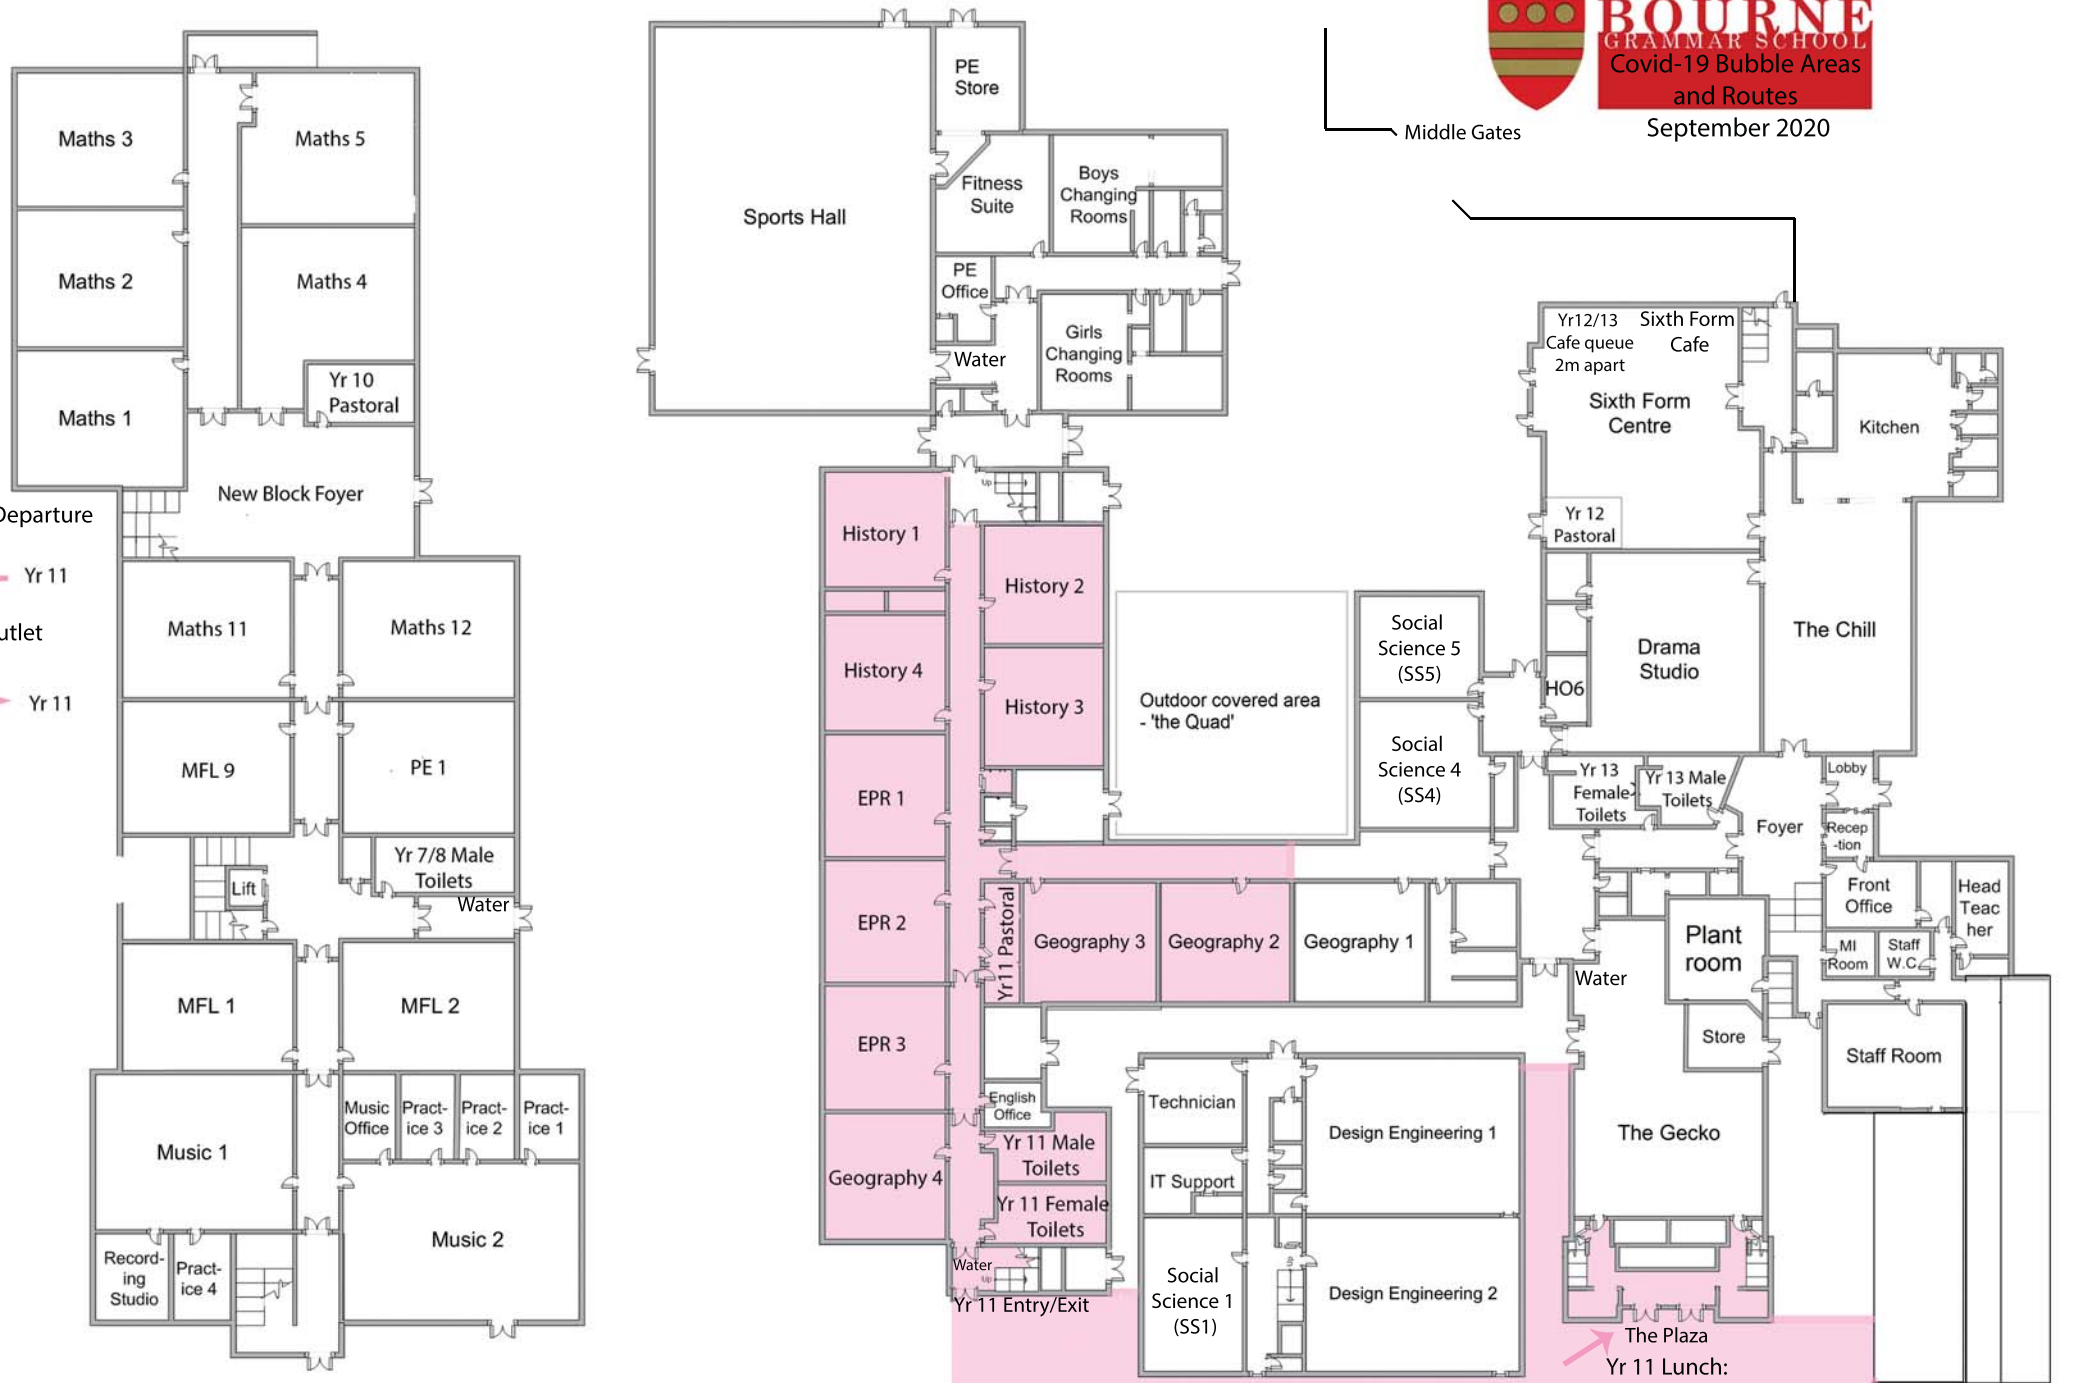 BOURNE
GRAMMAR SCHOOL
Covid-19 Bubble Areas
and Routes
September 2020
Middle Gates
Maths 3
Maths 5
Maths 2
Maths 4
Yr 10
Pastoral
Maths 1
New Block Foyer
Departure
Yr 11
utlet
Yr 11
Maths 11
Maths 12
MFL 9
PE 1
Yr 7/8 Male
Toilets
Lift
Water
MFL 1
MFL 2
Music 1
Music
Office
Pract-
ice 3
Pract-
ice 2
Pract-
ice 1
Music 2
Record-
ing
Studio
Pract-
ice 4
Sports Hall
PE
Store
Fitness
Suite
Boys
Changing
Rooms
PE
Office
Water
Girls
Changing
Rooms
Up
History 1
History 2
History 4
History 3
EPR 1
EPR 2
EPR 3
Geography 4
Yr 11 Pastoral
Geography 3
Geography 2
Geography 1
English
Office
Yr 11 Male
Toilets
Yr 11 Female
Toilets
Water
Up
Yr 11 Entry/Exit
Outdoor covered area
- 'the Quad'
Social
Science 5
(SS5)
Social
Science 4
(SS4)
Technician
IT Support
Social
Science 1
(SS1)
Up
Design Engineering 1
Design Engineering 2
Yr12/13
Cafe queue
2m apart
Sixth Form
Cafe
Sixth Form
Centre
Yr 12
Pastoral
Kitchen
The Chill
Drama
Studio
HO6
Yr 13
Female
Toilets
Yr 13 Male
Toilets
Lobby
Foyer
Recep
-tion
Front
Office
Head
Teac
her
MI
Room
Staff
W.C.
Plant
room
Water
Store
Staff Room
The Gecko
The Plaza
Yr 11 Lunch: